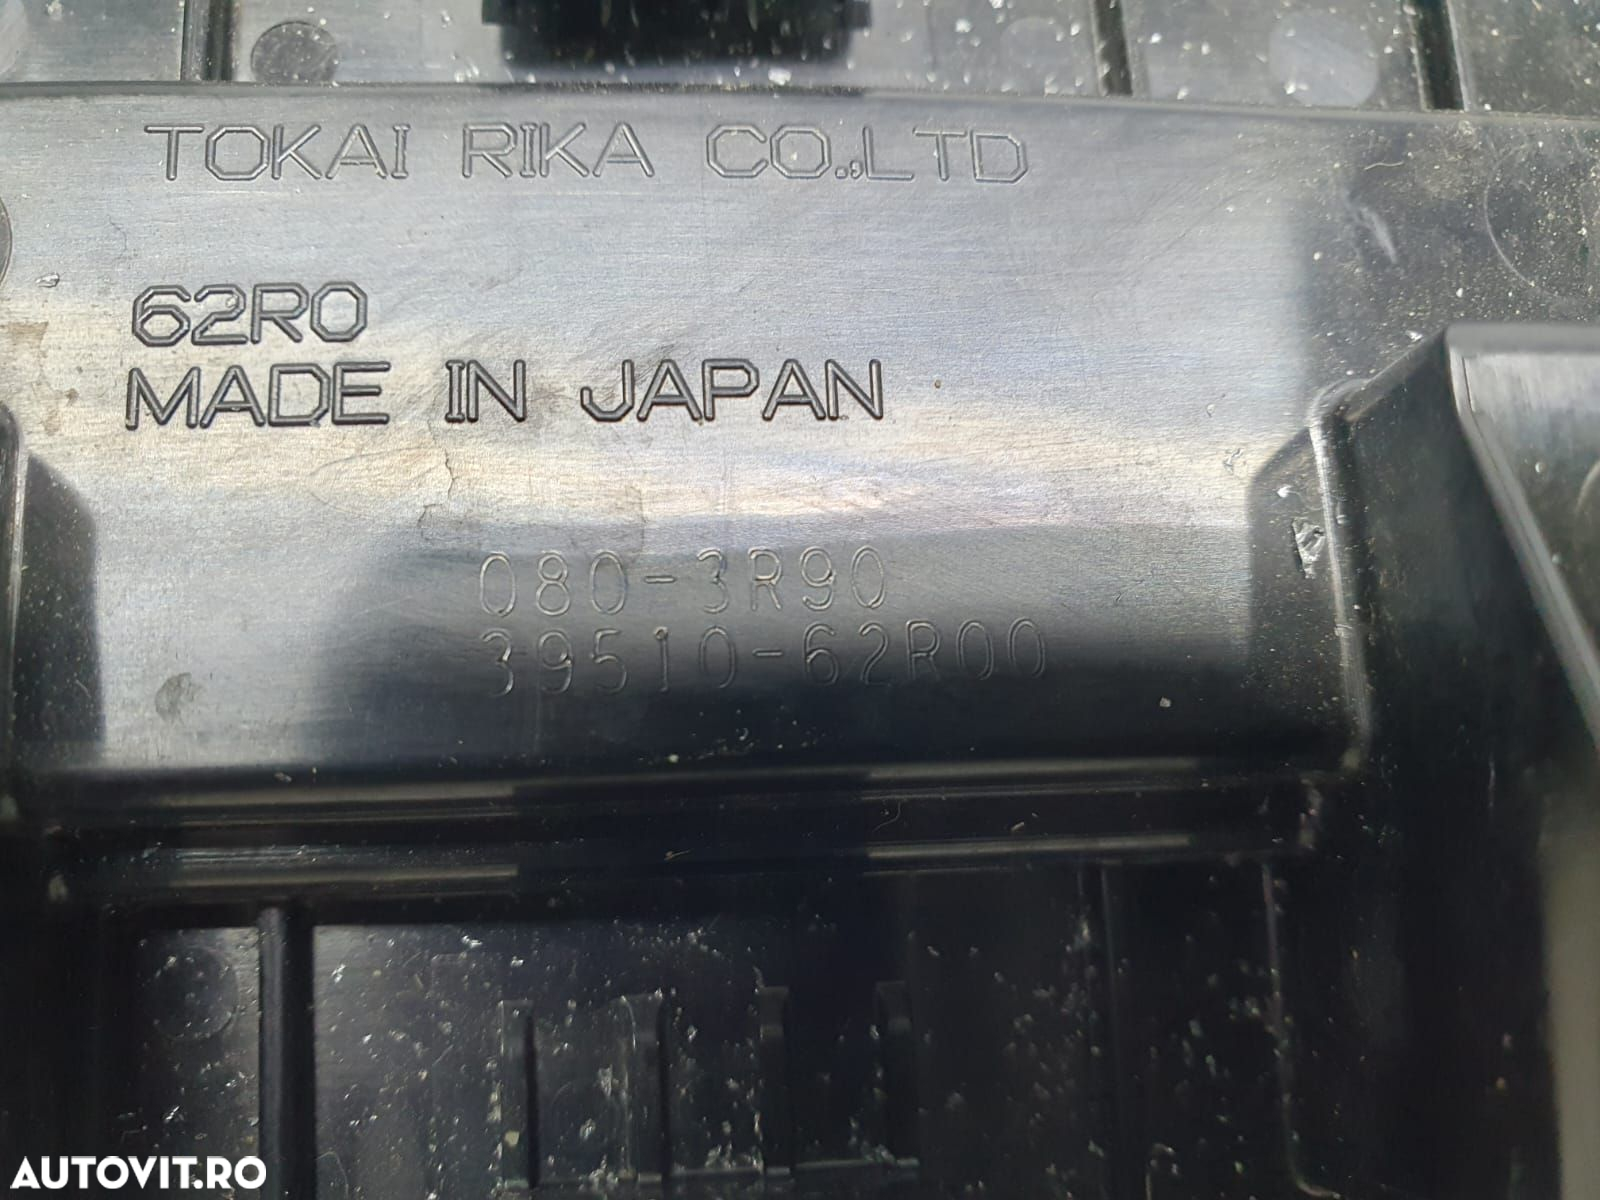 TOKAI RIKA CO.,LTD
62R0
MADE IN JAPAN
080-3R90
39510-62R00
AUTOVIT.RO